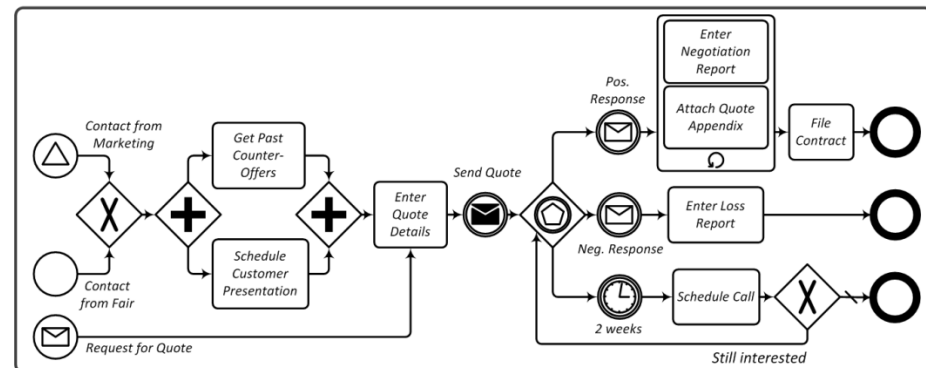 Enter
Negotiation
Report
Pos.
Response
Attach Quote
Appendix
File
Contract
Contact from
Marketing
Get Past
Counter-
Offers
Send Quote
Enter
Quote
Details
Enter Loss
Report
Neg. Response
Schedule
Customer
Presentation
Contact
from Fair
Schedule Call
2 weeks
Request for Quote
Still interested